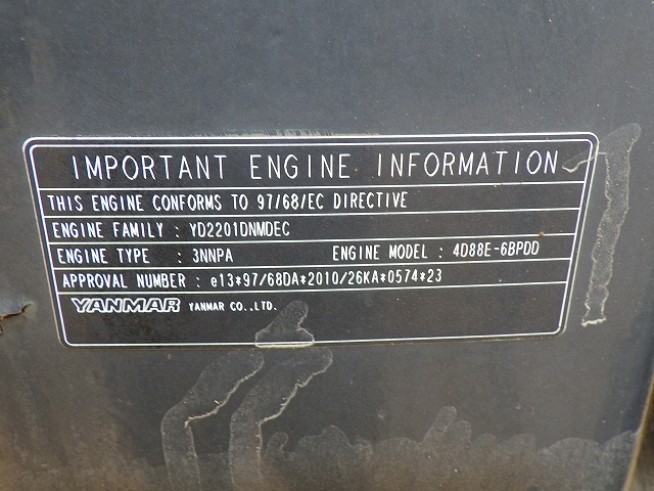 IMPORTANT ENGINE INFORMATION
THIS ENGINE CONFORMS TO 97/68/EC DIRECTIVE
ENGINE FAMILY : YD2201DNMDEC
ENGINE TYPE : 3NNPA ENGINE MODEL : 4D88E-6BPDD
APPROVAL NUMBER : e13*97/68DA*2010/26KA*0574*23
YANMAR YANMAR CO.,LTD.